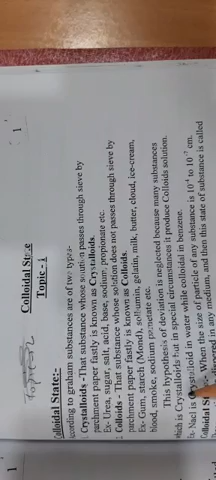 1
Topic - 2
Colloidal State
Topic - 1
Colloidal State:-
According to graham substances are of two types-
Crystalloids - That substance whose solution passes through sieve by
parchment paper fastly is known as Crystalloids.
Ex- Urea, sugar, salt, acid, base, sodium, propionate etc.
Colloids - That substance whose solution does not passes through sieve by
parchment paper fastly is known as Colloids.
Ex- Gum, starch (Mond), solution, gelatin, milk, butter, cloud, ice-cream,
blood, smoke, sodium etc.
This hypothesis of deviation is neglected because many substances
which is Crystalloids but in special circumstances it produce Colloids solution.
Ex- Nacl is Crystalloid in water while colloidal in benzene.
Colloidal State - When the size of particle of any substance is 10⁻⁴ to 10⁻⁷ cm.
dispersed in any medium, and then this state of substance is called
1